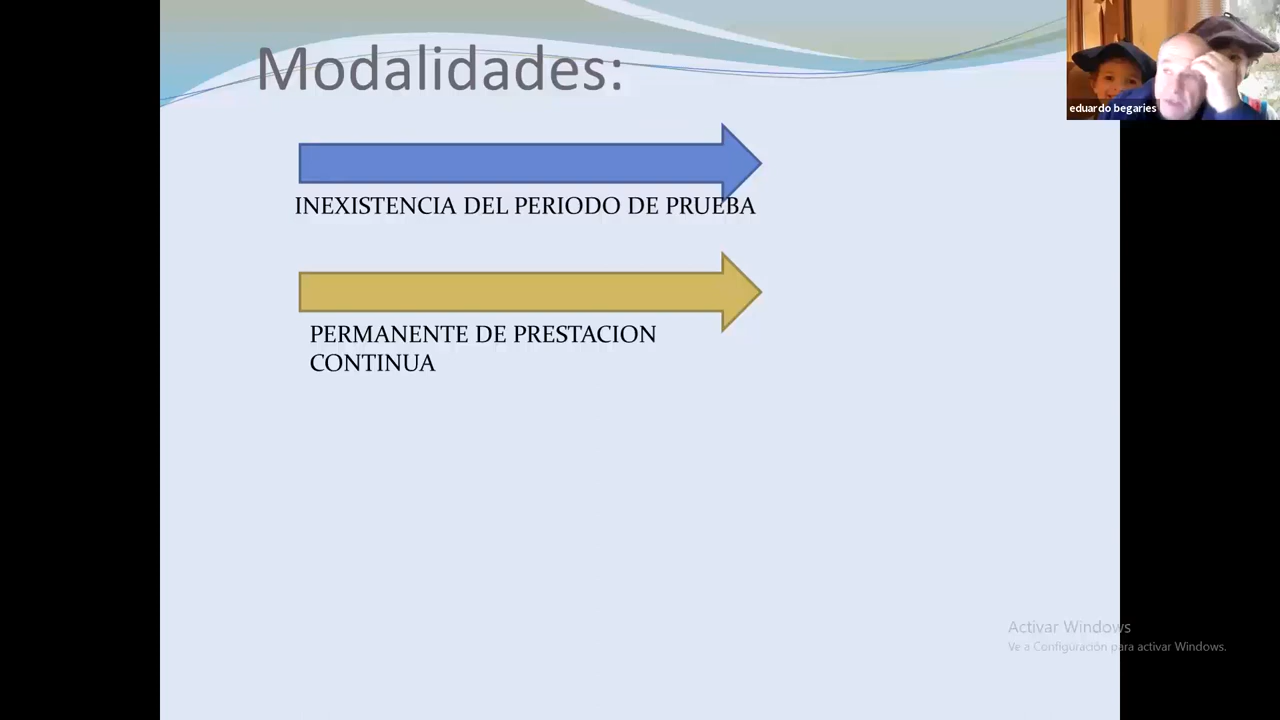 Modalidades:
eduardo begaries
INEXISTENCIA DEL PERIODO DE PRUEBA
PERMANENTE DE PRESTACION
CONTINUA
Activar Windows
Ve a Configuración para activar Windows.